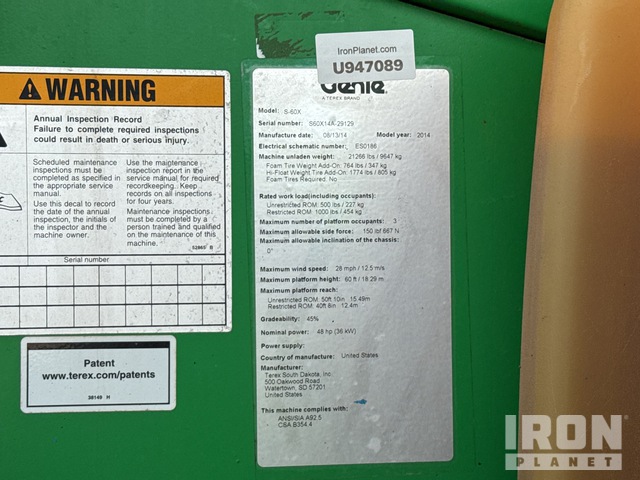 WARNING
Annual Inspection Record
Failure to complete required inspections
could result in death or serious injury.
Scheduled maintenance
inspections must be
completed as specified in
the appropriate service
manual.
Use this decal to record
the date of the annual
inspection, the initials of
the inspector and the
machine owner.
Use the maintenance
inspection report in the
service manual for required
recordkeeping. Keep
records on all inspections
for four years.
Maintenance inspections
must be completed by a
person trained and qualified
on the maintenance of this
machine.
52865 B
Serial number
Patent
www.terex.com/patents
39149 H
IronPlanet.com
U947089
Genie
A TEREX BRAND
Model: S-60X
Serial number: S60X14A-29129
Manufacture date: 08/13/14 Model year: 2014
Electrical schematic number: ES0186
Machine unladen weight: 21266 lbs / 9647 kg
Foam Tire Weight Add-On: 764 lb / 347 kg
Hi-Float Weight Tire Add-On: 1774 lb / 805 kg
Foam Tires Required: No
Rated work load(including occupants):
Unrestricted ROM: 500 lbs / 227 kg
Restricted ROM: 1000 lbs / 454 kg
Maximum number of platform occupants: 3
Maximum allowable side force: 150 lbf 667 N
Maximum allowable inclination of the chassis:
0°
Maximum wind speed: 28 mph / 12.5 m/s
Maximum platform height: 60 ft / 18.29 m
Maximum platform reach:
Unrestricted ROM: 50ft 10in 15.49m
Restricted ROM: 40ft 8in 12.4m
Gradeability: 45%
Nominal power: 48 hp (36 kW)
Power supply:
Country of manufacture: United States
Manufacturer:
Terex South Dakota, Inc.
500 Oakwood Road
Watertown, SD 57201
United States
This machine complies with:
ANSI/SIA A92.5
CSA B354.4
IRON
PLANET